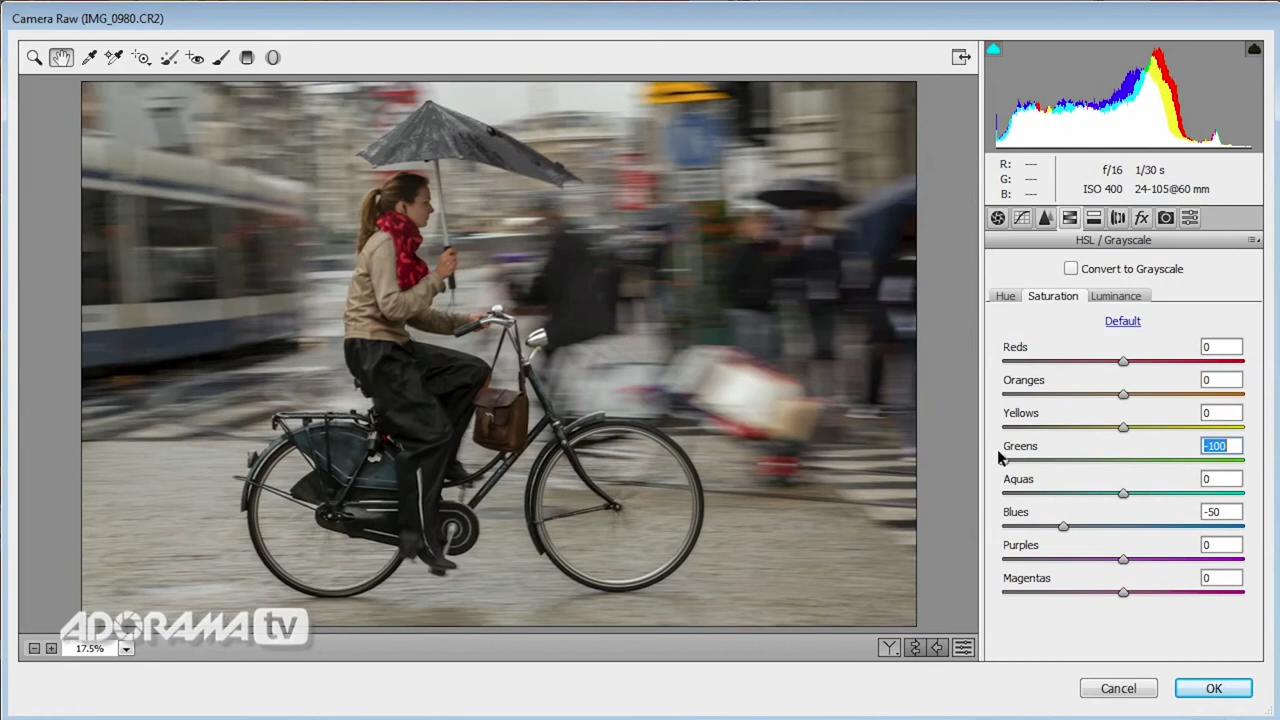 Camera Raw (IMG_0980.CR2)
R: ---
G: ---
B: ---
f/16 1/30 s
ISO 400 24-105@60 mm
fx
HSL / Grayscale
Convert to Grayscale
Hue Saturation Luminance
Default
Reds 0
Oranges 0
Yellows 0
Greens -100
Aquas 0
Blues -50
Purples 0
Magentas 0
ADORAMA tv
17.5%
Y
Cancel OK